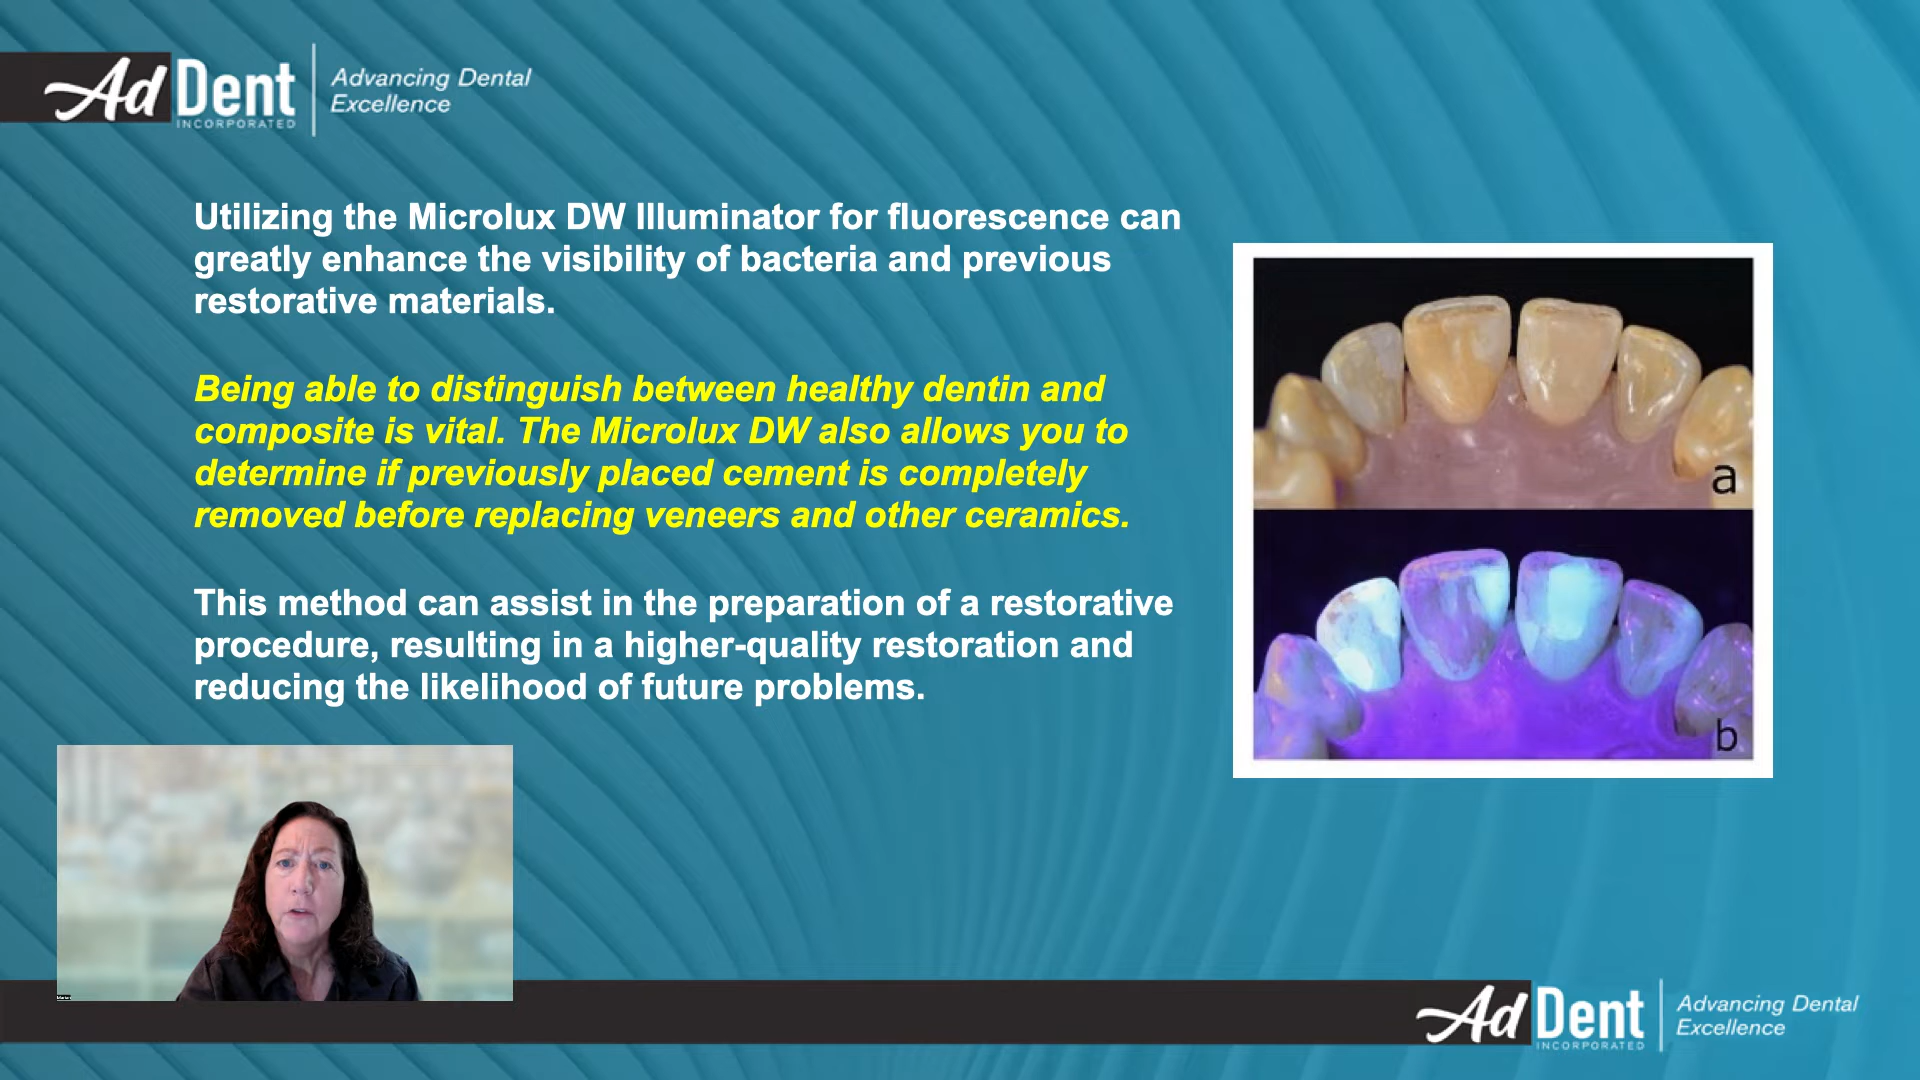 Ad Dent
INCORPORATED
Advancing Dental
Excellence
Utilizing the Microlux DW Illuminator for fluorescence can
greatly enhance the visibility of bacteria and previous
restorative materials.
Being able to distinguish between healthy dentin and
composite is vital. The Microlux DW also allows you to
determine if previously placed cement is completely
removed before replacing veneers and other ceramics.
This method can assist in the preparation of a restorative
procedure, resulting in a higher-quality restoration and
reducing the likelihood of future problems.
a
b
Ad Dent
INCORPORATED
Advancing Dental
Excellence